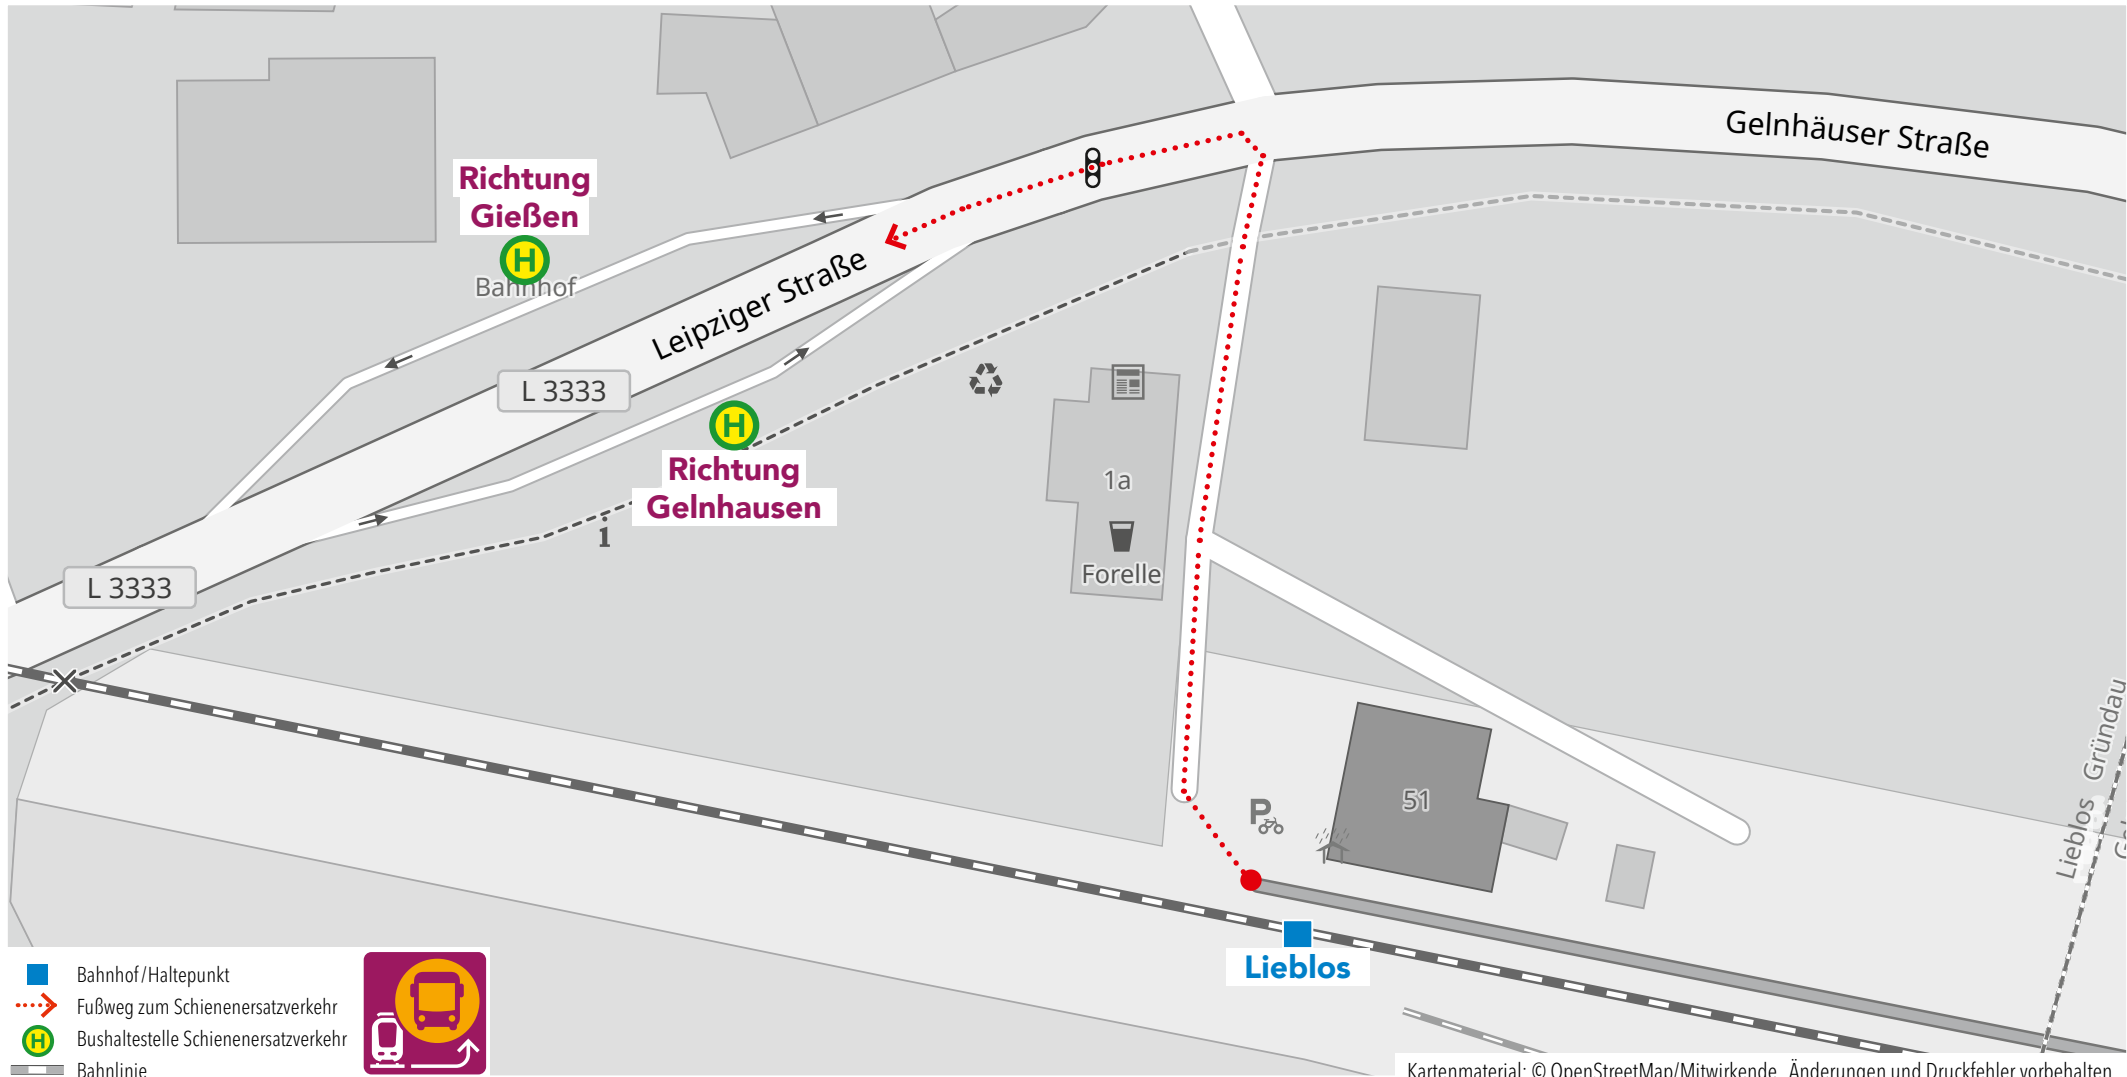 Gelnhäuser Straße
Richtung
Gießen
H
Bahnhof
Leipziger Straße
L 3333
H
Richtung
Gelnhausen
i
1a
Forelle
L 3333
51
P
Gründau
Lieblos
Lieblos
Bahnhof/Haltepunkt
Fußweg zum Schienenersatzverkehr
H
Bushaltestelle Schienenersatzverkehr
Bahnlinie
Kartenmaterial: © OpenStreetMap/Mitwirkende Änderungen und Druckfehler vorbehalten